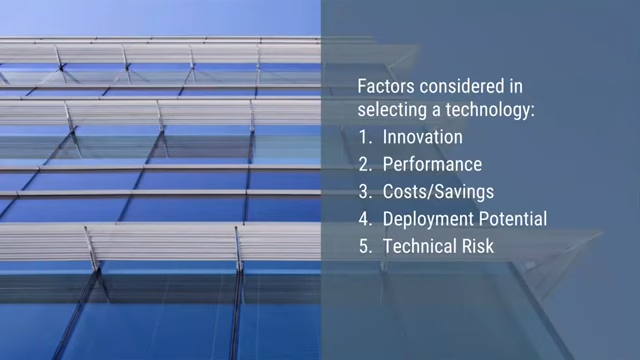 Factors considered in
selecting a technology:
1. Innovation
2. Performance
3. Costs/Savings
4. Deployment Potential
5. Technical Risk